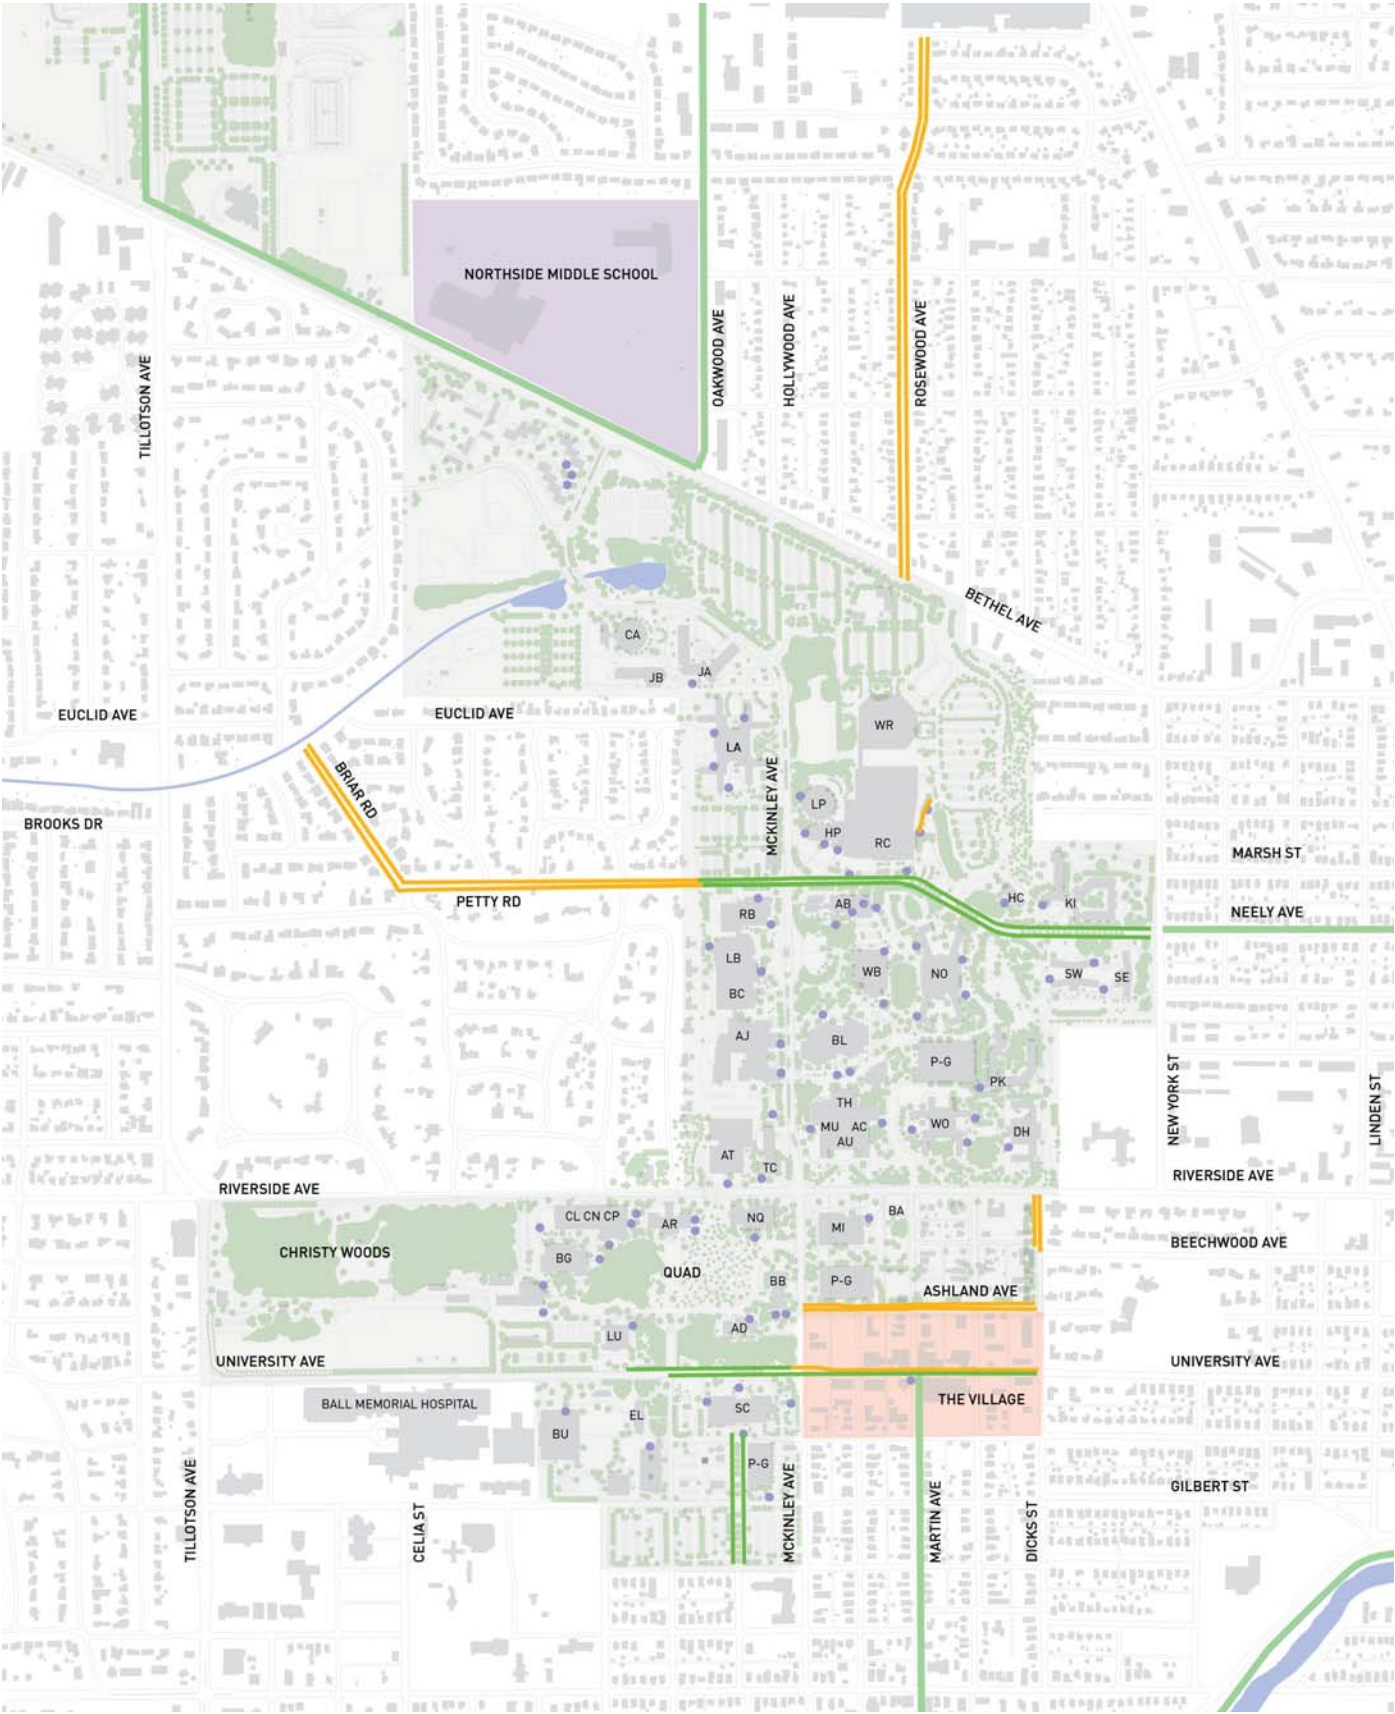 NORTHSIDE MIDDLE SCHOOL
OAKWOOD AVE
HOLLYWOOD AVE
ROSEWOOD AVE
TILLOTSON AVE
BETHEL AVE
CA
JB
JA
EUCLID AVE
EUCLID AVE
LA
WR
BRIAR RD
MCKINLEY AVE
LP
BROOKS DR
HP
RC
MARSH ST
PETTY RD
RB
AB
HC
KI
NEELY AVE
LB
WB
NO
SW
SE
BC
AJ
BL
P-G
PK
NEW YORK ST
LINDEN ST
TH
MU
AC
AU
WO
DH
AT
TC
RIVERSIDE AVE
RIVERSIDE AVE
CL CN CP
AR
NQ
MI
BA
CHRISTY WOODS
BG
QUAD
BB
P-G
BEECHWOOD AVE
ASHLAND AVE
LU
AD
UNIVERSITY AVE
UNIVERSITY AVE
BALL MEMORIAL HOSPITAL
BU
EL
SC
THE VILLAGE
P-G
GILBERT ST
TILLOTSON AVE
CELIA ST
MCKINLEY AVE
MARTIN AVE
DICKS ST